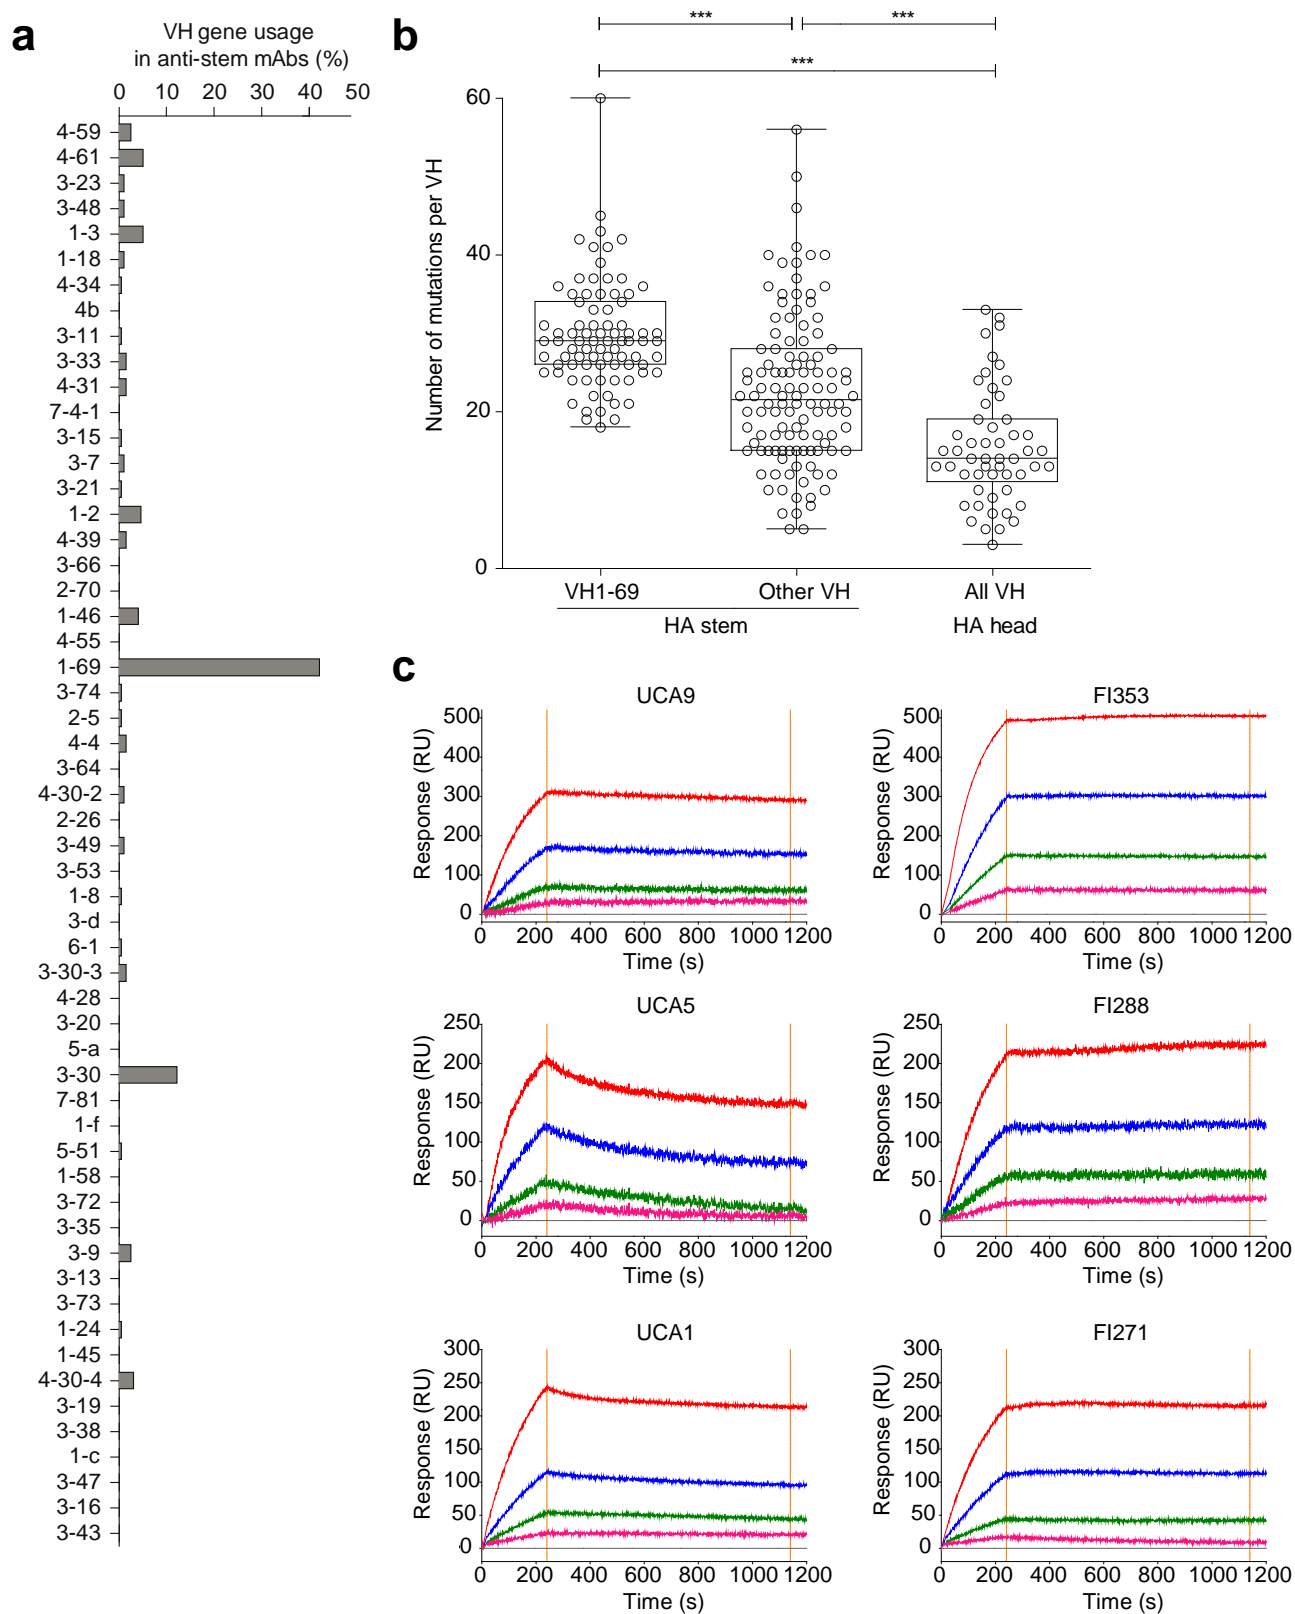 a
VH gene usage
in anti-stem mAbs (%)
0 10 20 30 40 50
4-59
4-61
3-23
3-48
1-3
1-18
4-34
4b
3-11
3-33
4-31
7-4-1
3-15
3-7
3-21
1-2
4-39
3-66
2-70
1-46
4-55
1-69
3-74
2-5
4-4
3-64
4-30-2
2-26
3-49
3-53
1-8
3-d
6-1
3-30-3
4-28
3-20
5-a
3-30
7-81
1-f
5-51
1-58
3-72
3-35
3-9
3-13
3-73
1-24
1-45
4-30-4
3-19
3-38
1-c
3-47
3-16
3-43
b
*** ***
***
Number of mutations per VH
60
40
20
0
VH1-69 Other VH All VH
HA stem HA head
c
UCA9
Response (RU)
500
400
300
200
100
0
0 200 400 600 800 1000 1200
Time (s)
FI353
Response (RU)
500
400
300
200
100
0
0 200 400 600 800 1000 1200
Time (s)
UCA5
Response (RU)
250
200
150
100
50
0
0 200 400 600 800 1000 1200
Time (s)
FI288
Response (RU)
250
200
150
100
50
0
0 200 400 600 800 1000 1200
Time (s)
UCA1
Response (RU)
300
250
200
150
100
50
0
0 200 400 600 800 1000 1200
Time (s)
FI271
Response (RU)
300
250
200
150
100
50
0
0 200 400 600 800 1000 1200
Time (s)